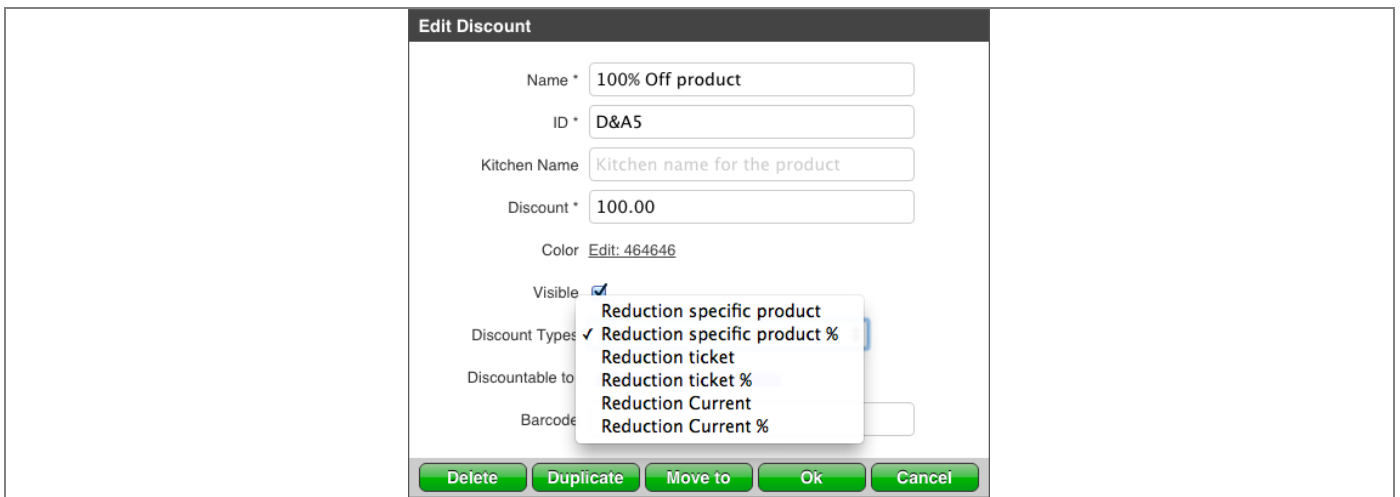 Edit Discount
Name * 100% Off product
ID * D&A5
Kitchen Name Kitchen name for the product
Discount * 100.00
Color Edit: 464646
Visible
Reduction specific product
Discount Types ✓ Reduction specific product %
Reduction ticket
Discountable to Reduction ticket %
Reduction Current
Barcode Reduction Current %
Delete Duplicate Move to Ok Cancel